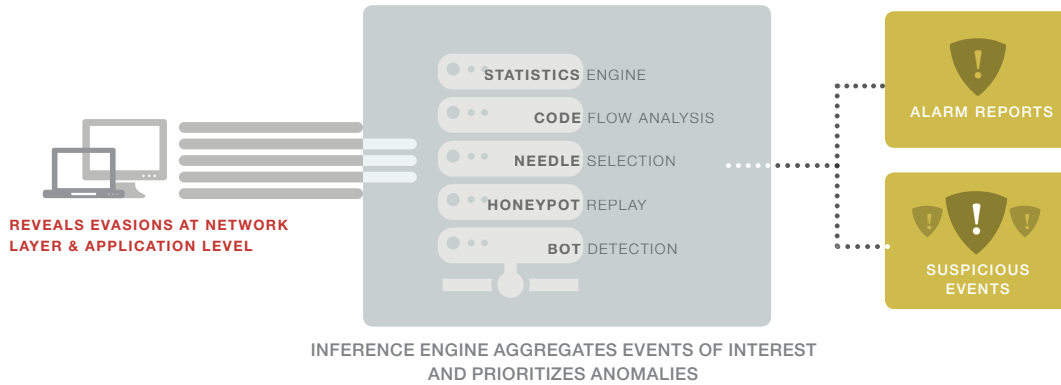 REVEALS EVASIONS AT NETWORK
LAYER & APPLICATION LEVEL
STATISTICS ENGINE
CODE FLOW ANALYSIS
NEEDLE SELECTION
HONEYPOT REPLAY
BOT DETECTION
ALARM REPORTS
SUSPICIOUS
EVENTS
INFERENCE ENGINE AGGREGATES EVENTS OF INTEREST
AND PRIORITIZES ANOMALIES